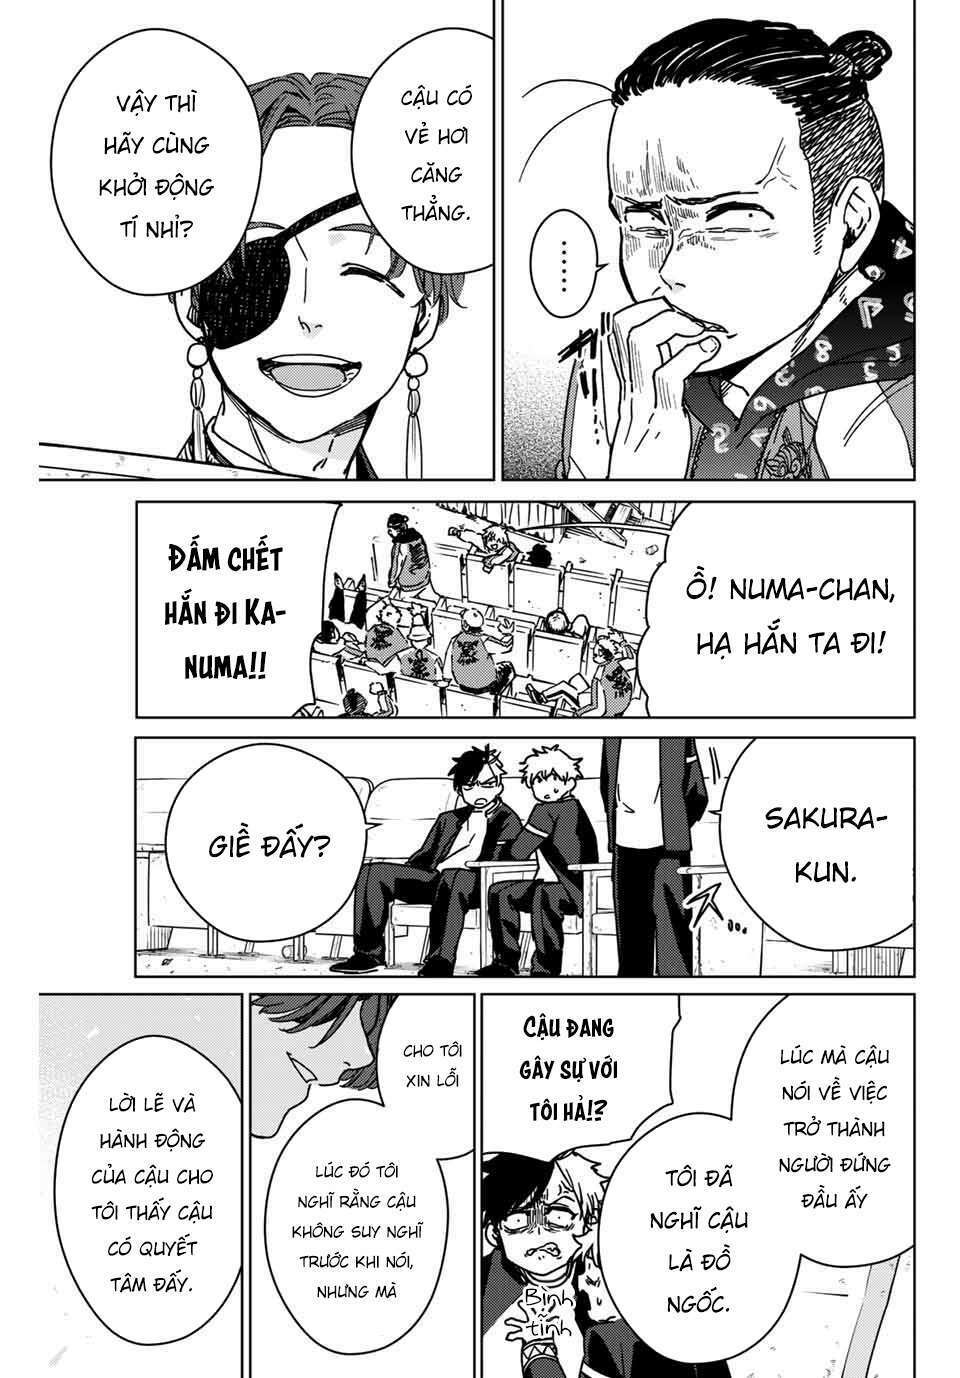 ......
CẬU CÓ
VẺ HƠI
CĂNG
THẲNG.
VẬY THÌ
HÃY CÙNG
KHỞI ĐỘNG
TÍ NHỈ?
Ồ! NUMA-CHAN,
HẠ HẮN TA ĐI!
ĐẤM CHẾT
HẮN ĐI KA-
NUMA!!
SAKURA-
KUN.
GIỀ ĐẤY?
LÚC MÀ CẬU
NÓI VỀ VIỆC
TRỞ THÀNH
NGƯỜI ĐỨNG
ĐẦU ẤY
TÔI ĐÃ
NGHĨ CẬU
LÀ ĐỒ
NGỐC.
CẬU ĐANG
GÂY SỰ VỚI
TÔI HẢ!?
Bình
tĩnh
CHO TÔI
XIN LỖI
LÚC ĐÓ TÔI
NGHĨ RẰNG CẬU
KHÔNG SUY NGHĨ
TRƯỚC KHI NÓI,
NHƯNG MÀ
LỜI LẼ VÀ
HÀNH ĐỘNG
CỦA CẬU CHO
TÔI THẤY CẬU
CÓ QUYẾT
TÂM ĐẤY.